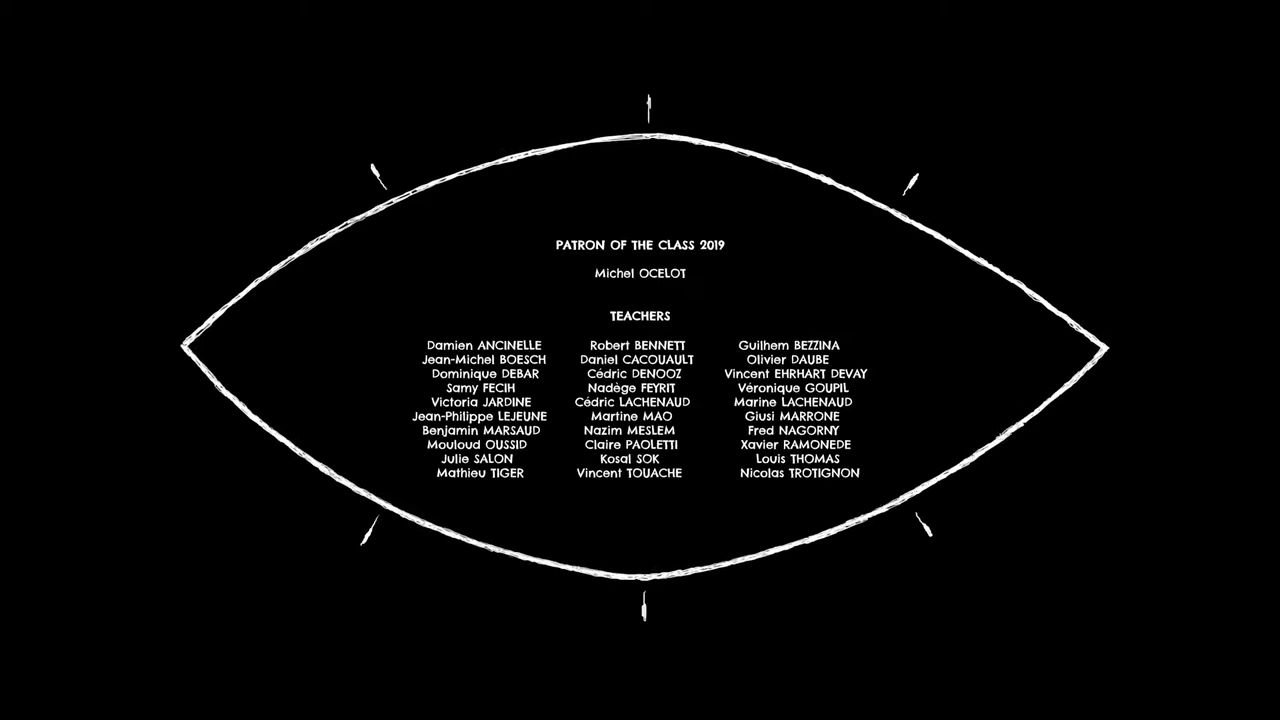 PATRON OF THE CLASS 2019
Michel OCELOT
TEACHERS
Damien ANCINELLE Robert BENNETT Guilhem BEZZINA
Jean-Michel BOESCH Daniel CACOUAULT Olivier DAUBE
Dominique DEBAR Cédric DENOOZ Vincent EHRHART DEVAY
Samy FECIH Nadège FEYRIT Véronique GOUPIL
Victoria JARDINE Cédric LACHENAUD Marine LACHENAUD
Jean-Philippe LEJEUNE Martine MAO Giusi MARRONE
Benjamin MARSAUD Nazim MESLEM Fred NAGORNY
Mouloud OUSSID Claire PAOLETTI Xavier RAMONEDE
Julie SALON Kosal SOK Louis THOMAS
Mathieu TIGER Vincent TOUACHE Nicolas TROTIGNON